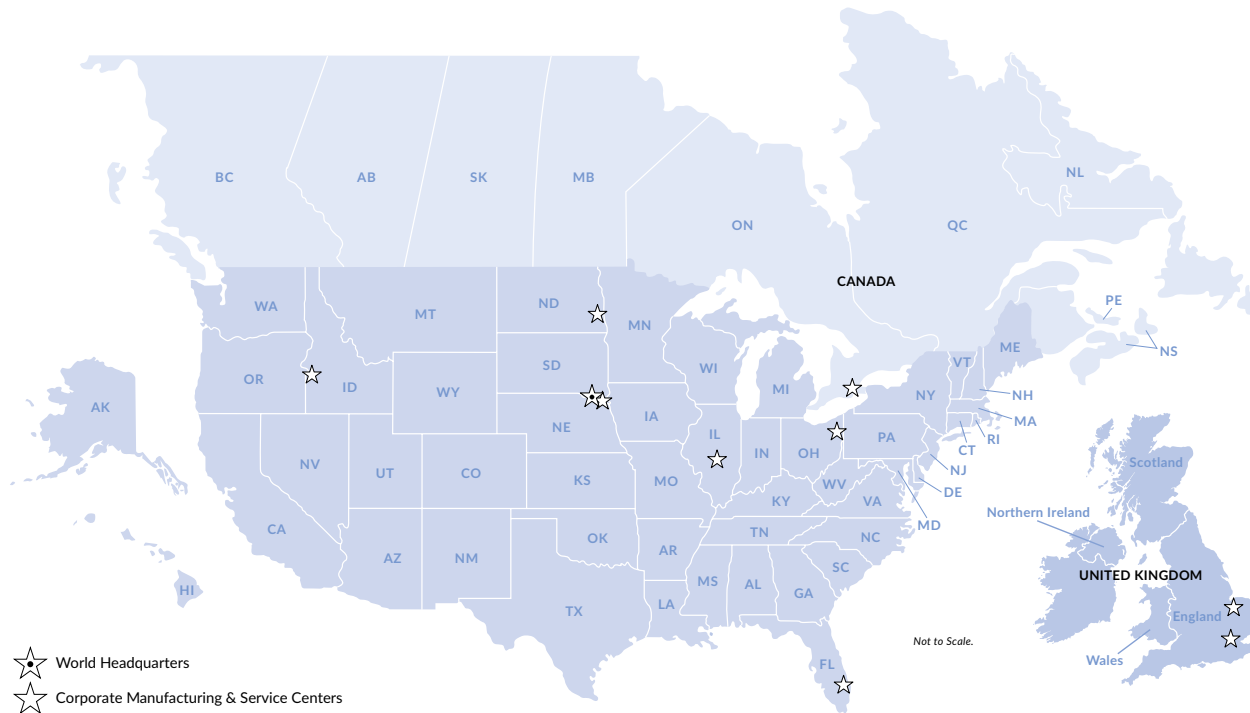 BC
AB
SK
MB
ON
QC
NL
CANADA
PE
NS
WA
MT
ND
MN
OR
ID
WY
SD
WI
MI
NY
VT
ME
NH
MA
RI
CT
AK
NV
UT
CO
NE
IA
IL
IN
OH
PA
NJ
DE
MD
CA
KS
MO
KY
WV
VA
AZ
NM
OK
AR
TN
NC
SC
HI
TX
LA
MS
AL
GA
FL
Scotland
Northern Ireland
UNITED KINGDOM
England
Wales
Not to Scale.
World Headquarters
Corporate Manufacturing & Service Centers